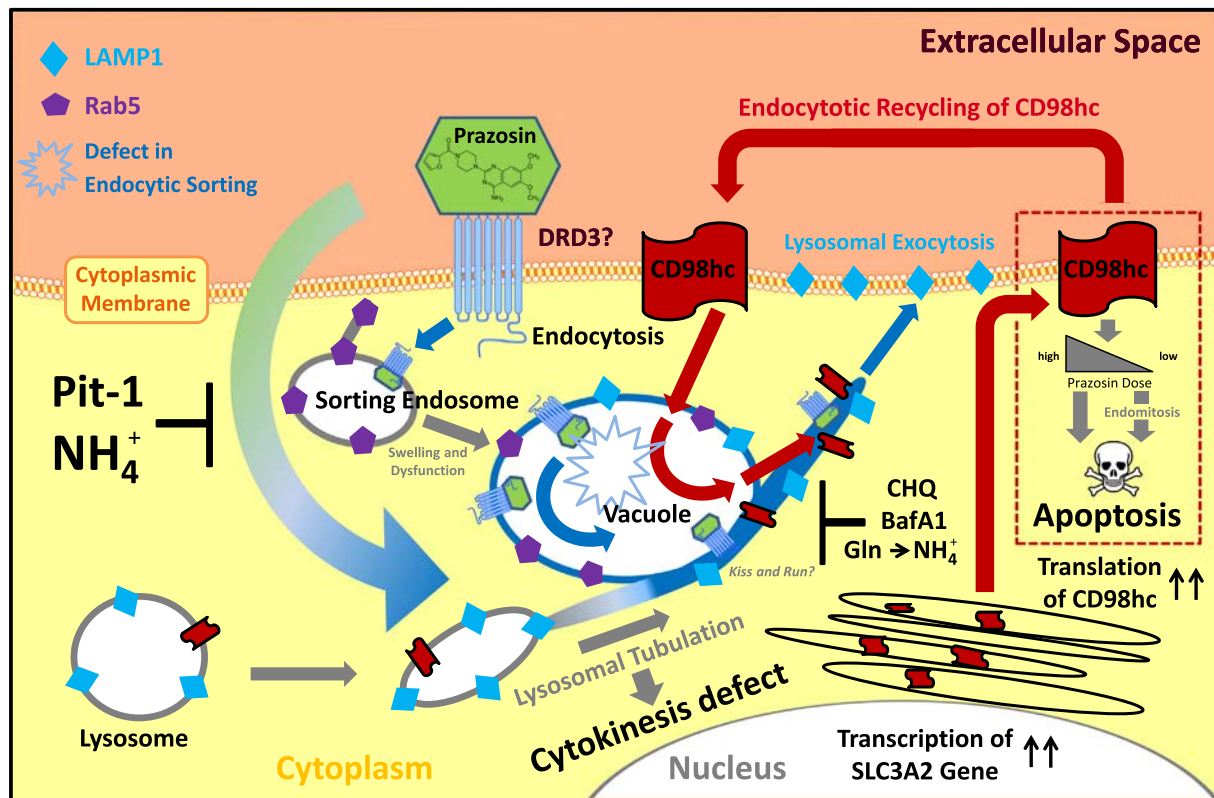 Extracellular Space
LAMP1
Rab5
Defect in
Endocytic Sorting
Endocytotic Recycling of CD98hc
Prazosin
O
N
N
N
N
O
OCH₃
OCH₃
NH₂
DRD3?
CD98hc
Lysosomal Exocytosis
CD98hc
Cytoplasmic
Membrane
Endocytosis
high
low
Prazosin Dose
Endomitosis
Pit-1
NH₄⁺
Sorting Endosome
Swelling and
Dysfunction
Vacuole
CHQ
BafA1
Gln → NH₄⁺
Apoptosis
Kiss and Run?
Translation
of CD98hc ↑↑
Lysosomal Tubulation
Cytokinesis defect
Lysosome
Cytoplasm
Nucleus
Transcription of
SLC3A2 Gene ↑↑